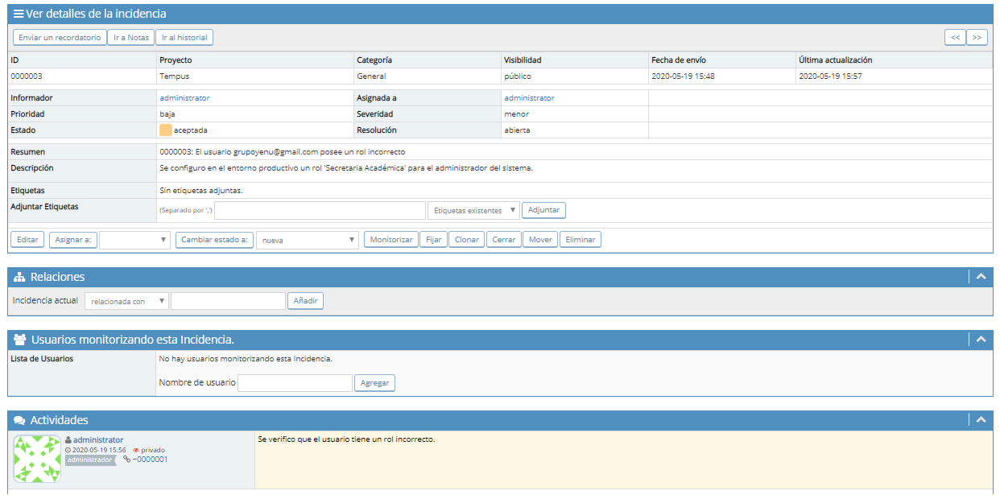 Ver detalles de la incidencia
Enviar un recordatorio Ir a Notas Ir al historial << >>
ID Proyecto Categoría Visibilidad Fecha de envío Última actualización
0000003 Tempus General público 2020-05-19 15:48 2020-05-19 15:57
Informador administrator Asignada a administrator
Prioridad baja Severidad menor
Estado aceptada Resolución abierta
Resumen 0000003: El usuario grupoyenu@gmail.com posee un rol incorrecto
Descripción Se configuro en el entorno productivo un rol 'Secretaria Académica' para el administrador del sistema.
Etiquetas Sin etiquetas adjuntas.
Adjuntar Etiquetas (Separado por ',') Etiquetas existentes Adjuntar
Editar Asignar a: Cambiar estado a: nueva Monitorizar Fijar Clonar Cerrar Mover Eliminar
Relaciones
Incidencia actual relacionada con Añadir
Usuarios monitorizando esta Incidencia.
Lista de Usuarios No hay usuarios monitorizando esta Incidencia.
Nombre de usuario Agregar
Actividades
administrator Se verifico que el usuario tiene un rol incorrecto.
2020-05-19 15:56 privado
administrador ~0000001